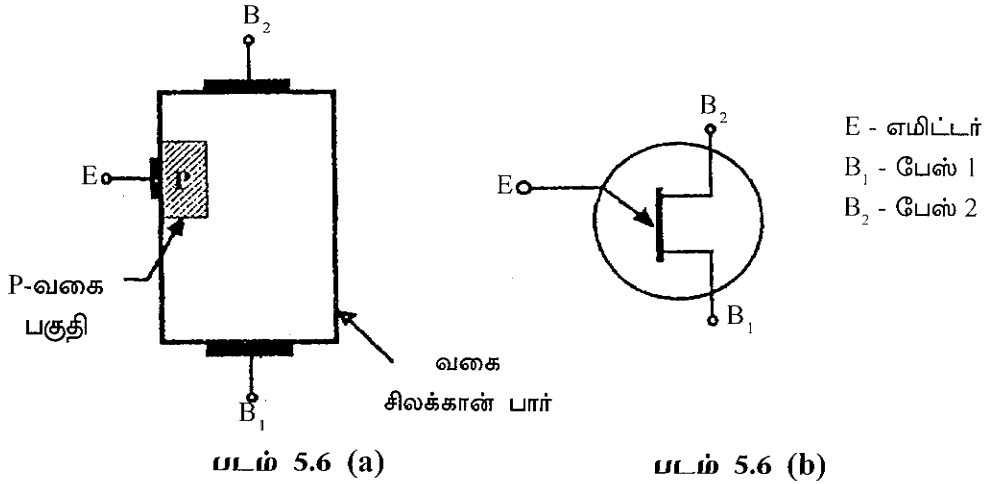 B₂
E
P
P-வகை
பகுதி
B₁
வகை
சிலக்கான் பார்
படம் 5.6 (a)
B₂
E
B₁
E - எமிட்டர்
B₁ - பேஸ் 1
B₂ - பேஸ் 2
படம் 5.6 (b)